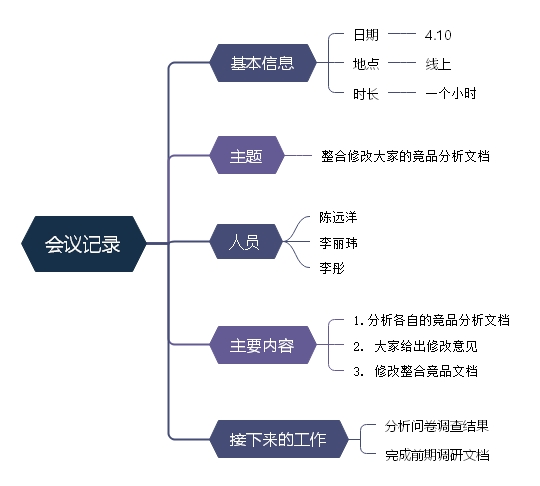 会议记录
基本信息
日期 4.10
地点 线上
时长 一个小时
主题
整合修改大家的竟品分析文档
人员
陈远洋
李丽玮
李彤
主要内容
1.分析各自的竟品分析文档
2. 大家给出修改意见
3. 修改整合竟品文档
接下来的工作
分析问卷调查结果
完成前期调研文档